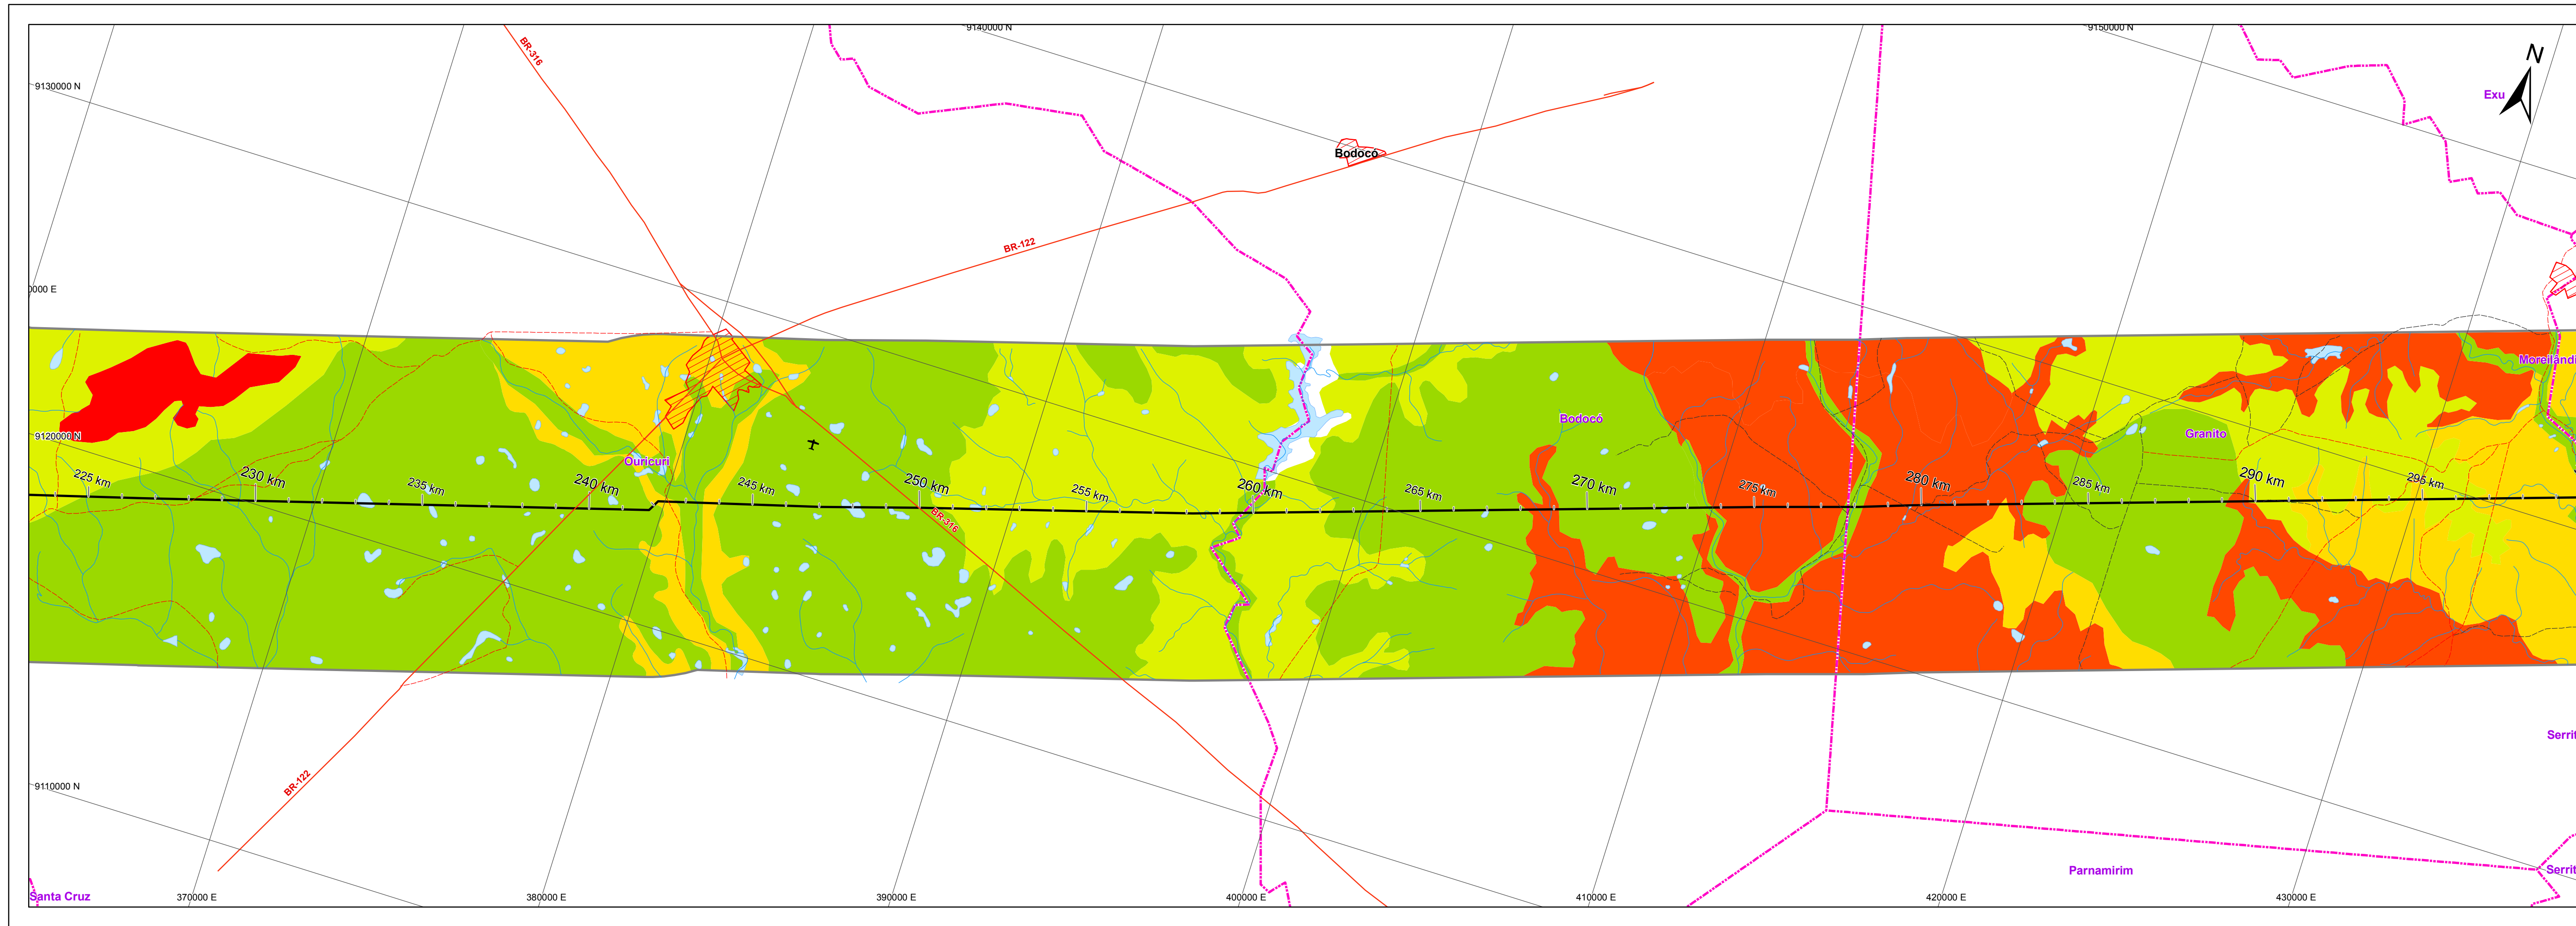 9140000 N
9150000 N
N
BR-316
9130000 N
Exu
Bodocó
BR-122
0000 E
Moreilândi
Bodocó
Granito
9120000 N
Ouricuri
225 km
230 km
235 km
240 km
245 km
250 km
255 km
260 km
265 km
270 km
275 km
280 km
285 km
290 km
295 km
BR-316
Serrit
BR-122
9110000 N
Parnamirim
Serrit
Santa Cruz
370000 E
380000 E
390000 E
400000 E
410000 E
420000 E
430000 E